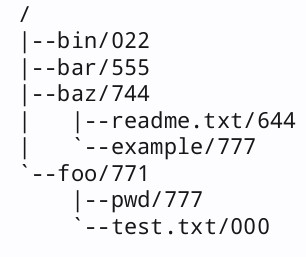 /
|--bin/022
|--bar/555
|--baz/744
|   |--readme.txt/644
|   `--example/777
`--foo/771
    |--pwd/777
    `--test.txt/000